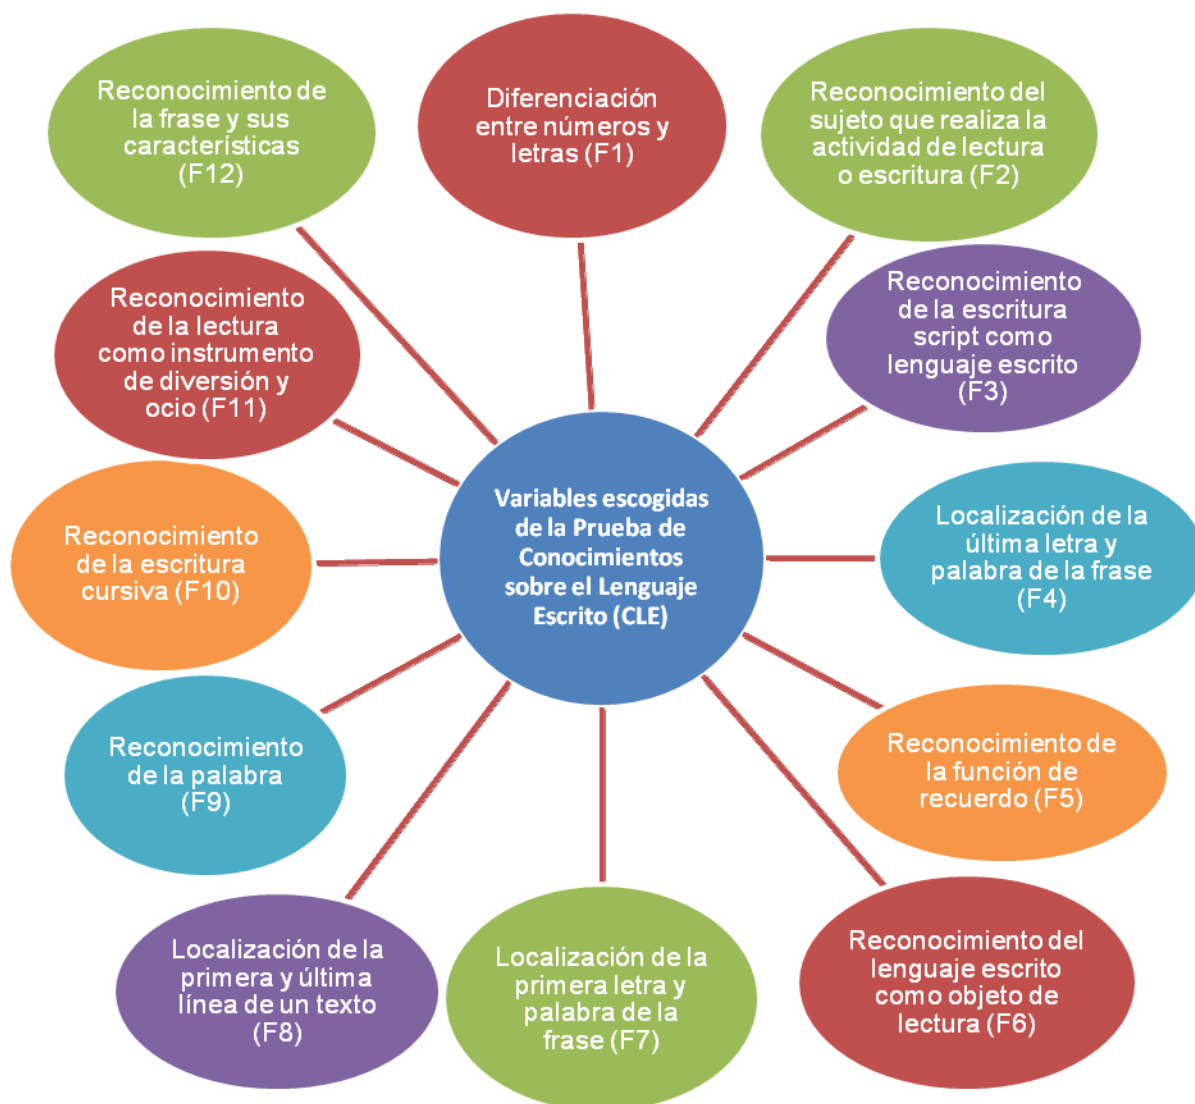 Variables escogidas
de la Prueba de
Conocimientos
sobre el Lenguaje
Escrito (CLE)
Diferenciación
entre números y
letras (F1)
Reconocimiento del
sujeto que realiza la
actividad de lectura
o escritura (F2)
Reconocimiento
de la escritura
script como
lenguaje escrito
(F3)
Localización de la
última letra y
palabra de la frase
(F4)
Reconocimiento de
la función de
recuerdo (F5)
Reconocimiento del
lenguaje escrito
como objeto de
lectura (F6)
Localización de la
primera letra y
palabra de la
frase (F7)
Localización de la
primera y última
línea de un texto
(F8)
Reconocimiento
de la palabra
(F9)
Reconocimiento
de la escritura
cursiva (F10)
Reconocimiento
de la lectura
como instrumento
de diversión y
ocio (F11)
Reconocimiento de
la frase y sus
características
(F12)